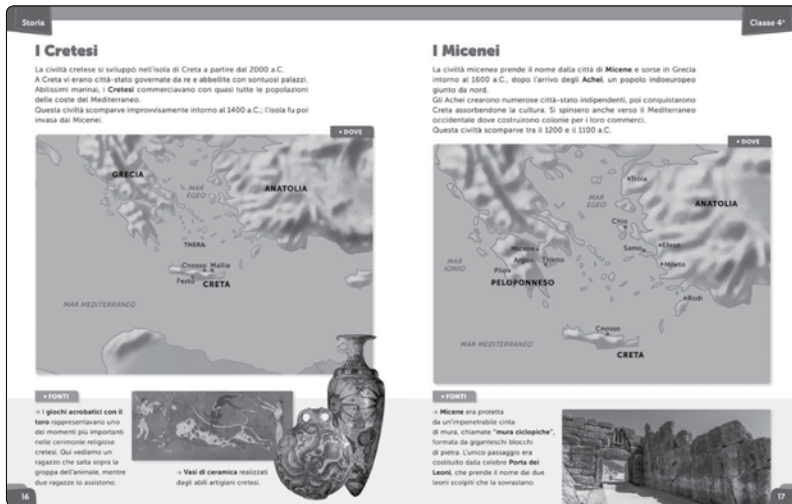 Storia
I Cretesi
La civiltà cretese si sviluppò nell'isola di Creta a partire dal 2000 a.C.
A Creta vi erano città-stato governate da re e abbellite con sontuosi palazzi.
Abilissimi marinai, i Cretesi commerciavano con quasi tutte le popolazioni
delle coste del Mediterraneo.
Questa civiltà scomparve improvvisamente intorno al 1400 a.C.; l'isola fu poi
invasa dai Micenei.
• DOVE
GRECIA
MAR
EGEO
ANATOLIA
THERA
Cnosso Mallia
Festo
CRETA
MAR MEDITERRANEO
• FONTI
→ I giochi acrobatici con il
toro rappresentavano uno
dei momenti più importanti
nelle cerimonie religiose
cretesi. Qui vediamo un
ragazzo che salta sopra la
groppa dell'animale, mentre
due ragazze lo assistono.
→ Vasi di ceramica realizzati
dagli abili artigiani cretesi.
16
Classe 4ª
I Micenei
La civiltà micenea prende il nome dalla città di Micene e sorse in Grecia
intorno al 1600 a.C., dopo l'arrivo degli Achei, un popolo indoeuropeo
giunto da nord.
Gli Achei crearono numerose città-stato indipendenti, poi conquistarono
Creta assorbendone la cultura. Si spinsero anche verso il Mediterraneo
occidentale dove costruirono colonie per i loro commerci.
Questa civiltà scomparve tra il 1200 e il 1100 a.C.
• DOVE
Troia
MAR
EGEO
ANATOLIA
Chio
Micene
Samo
Efeso
MAR
IONIO
Argo
Tirinto
Mileto
Pilo
PELOPONNESO
Rodi
Cnosso
MAR MEDITERRANEO
CRETA
• FONTI
→ Micene era protetta
da un'impenetrabile cinta
di mura, chiamate "mura ciclopiche",
formata da giganteschi blocchi
di pietra. L'unico passaggio era
costituito dalla celebre Porta dei
Leoni, che prende il nome dai due
leoni scolpiti che la sovrastano.
17